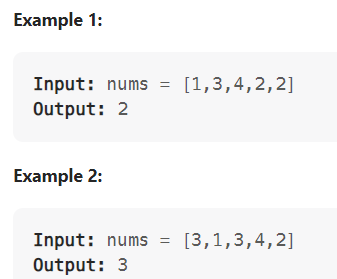 Example 1:
Input: nums = [1,3,4,2,2]
Output: 2
Example 2:
Input: nums = [3,1,3,4,2]
Output: 3